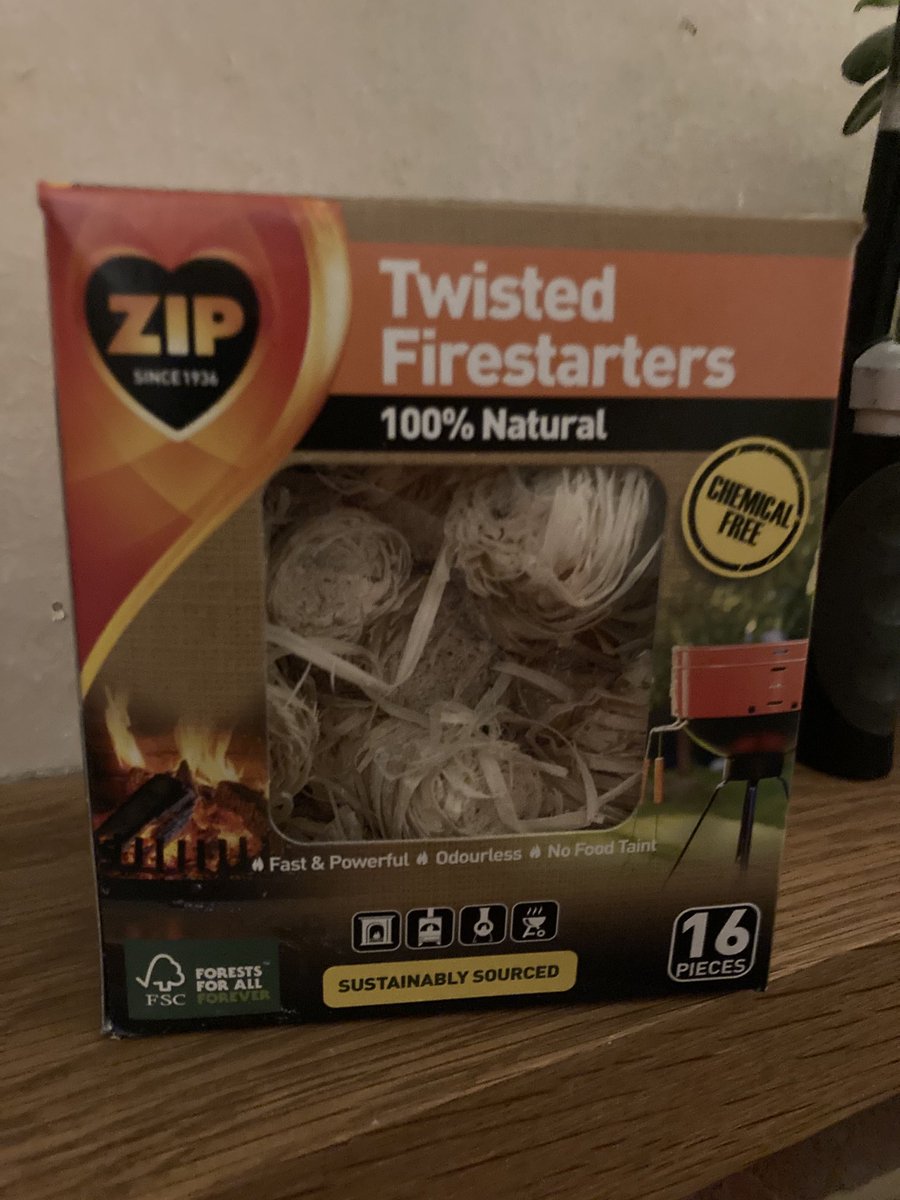 ZIP
SINCE 1936
Twisted
Firestarters
100% Natural
CHEMICAL
FREE
Fast & Powerful Odourless No Food Taint
FSC
FORESTS
FOR ALL
FOREVER™
SUSTAINABLY SOURCED
16
PIECES